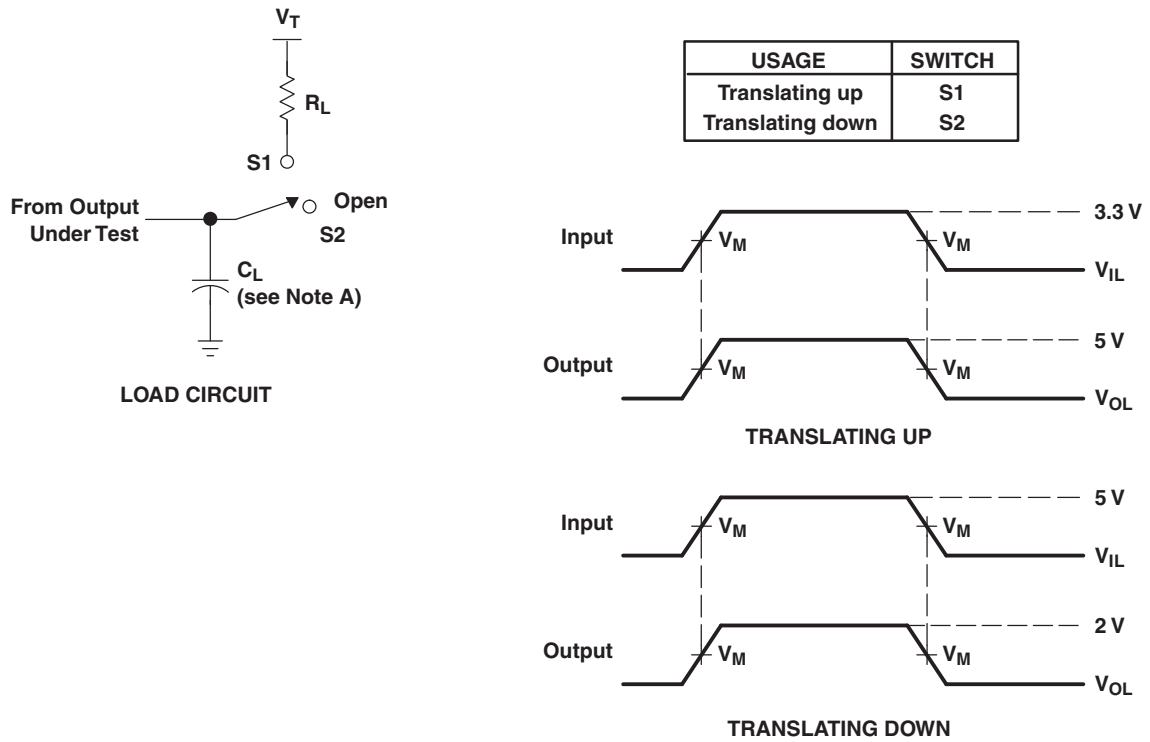 V_T
R_L
S1
Open
S2
From Output
Under Test
C_L
(see Note A)
LOAD CIRCUIT
USAGE SWITCH
Translating up S1
Translating down S2
3.3 V
Input V_M V_M
V_IL
5 V
Output V_M V_M
V_OL
TRANSLATING UP
5 V
Input V_M V_M
V_IL
2 V
Output V_M V_M
V_OL
TRANSLATING DOWN